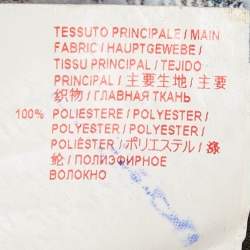 TESSUTO PRINCIPALE / MAIN
FABRIC / HAUPTGEWEBE /
TISSU PRINCIPAL / TEJIDO
PRINCIPAL / 主要生地 / 主要
织物 / ГЛАВНАЯ ТКАНЬ
100% POLIESTERE / POLYESTER /
POLYESTER / POLYESTER /
POLIÉSTER / ポリエステル / 涤
纶 / ПОЛИЭФИРНОЕ
ВОЛОКНО